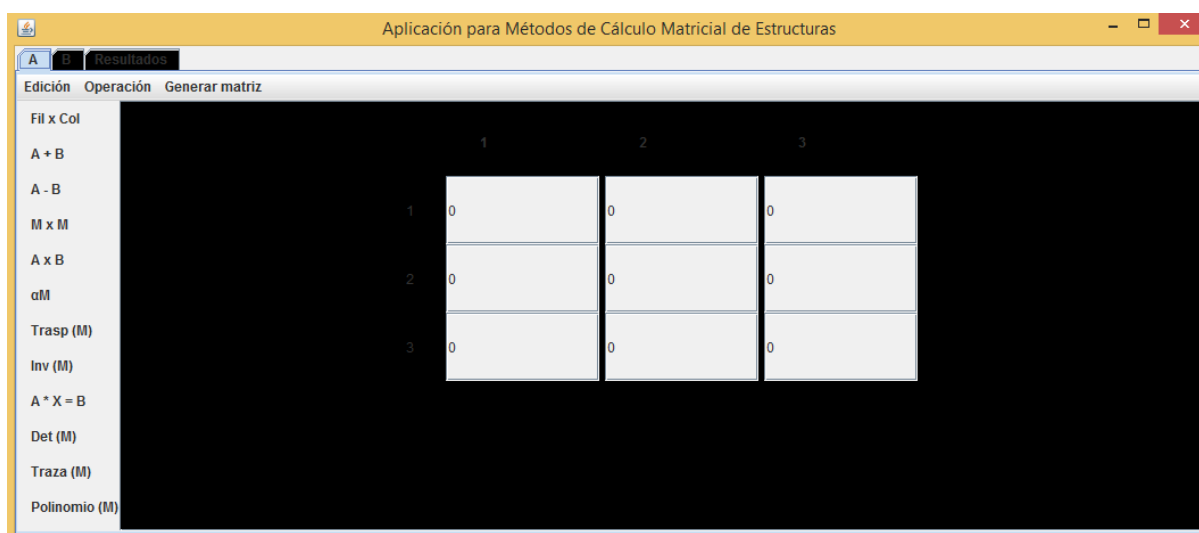 Aplicación para Métodos de Cálculo Matricial de Estructuras
A B Resultados
Edición Operación Generar matriz
Fil x Col
A + B
A - B
M x M
A x B
αM
Trasp (M)
Inv (M)
A * X = B
Det (M)
Traza (M)
Polinomio (M)
1 2 3
1 0 0 0
2 0 0 0
3 0 0 0